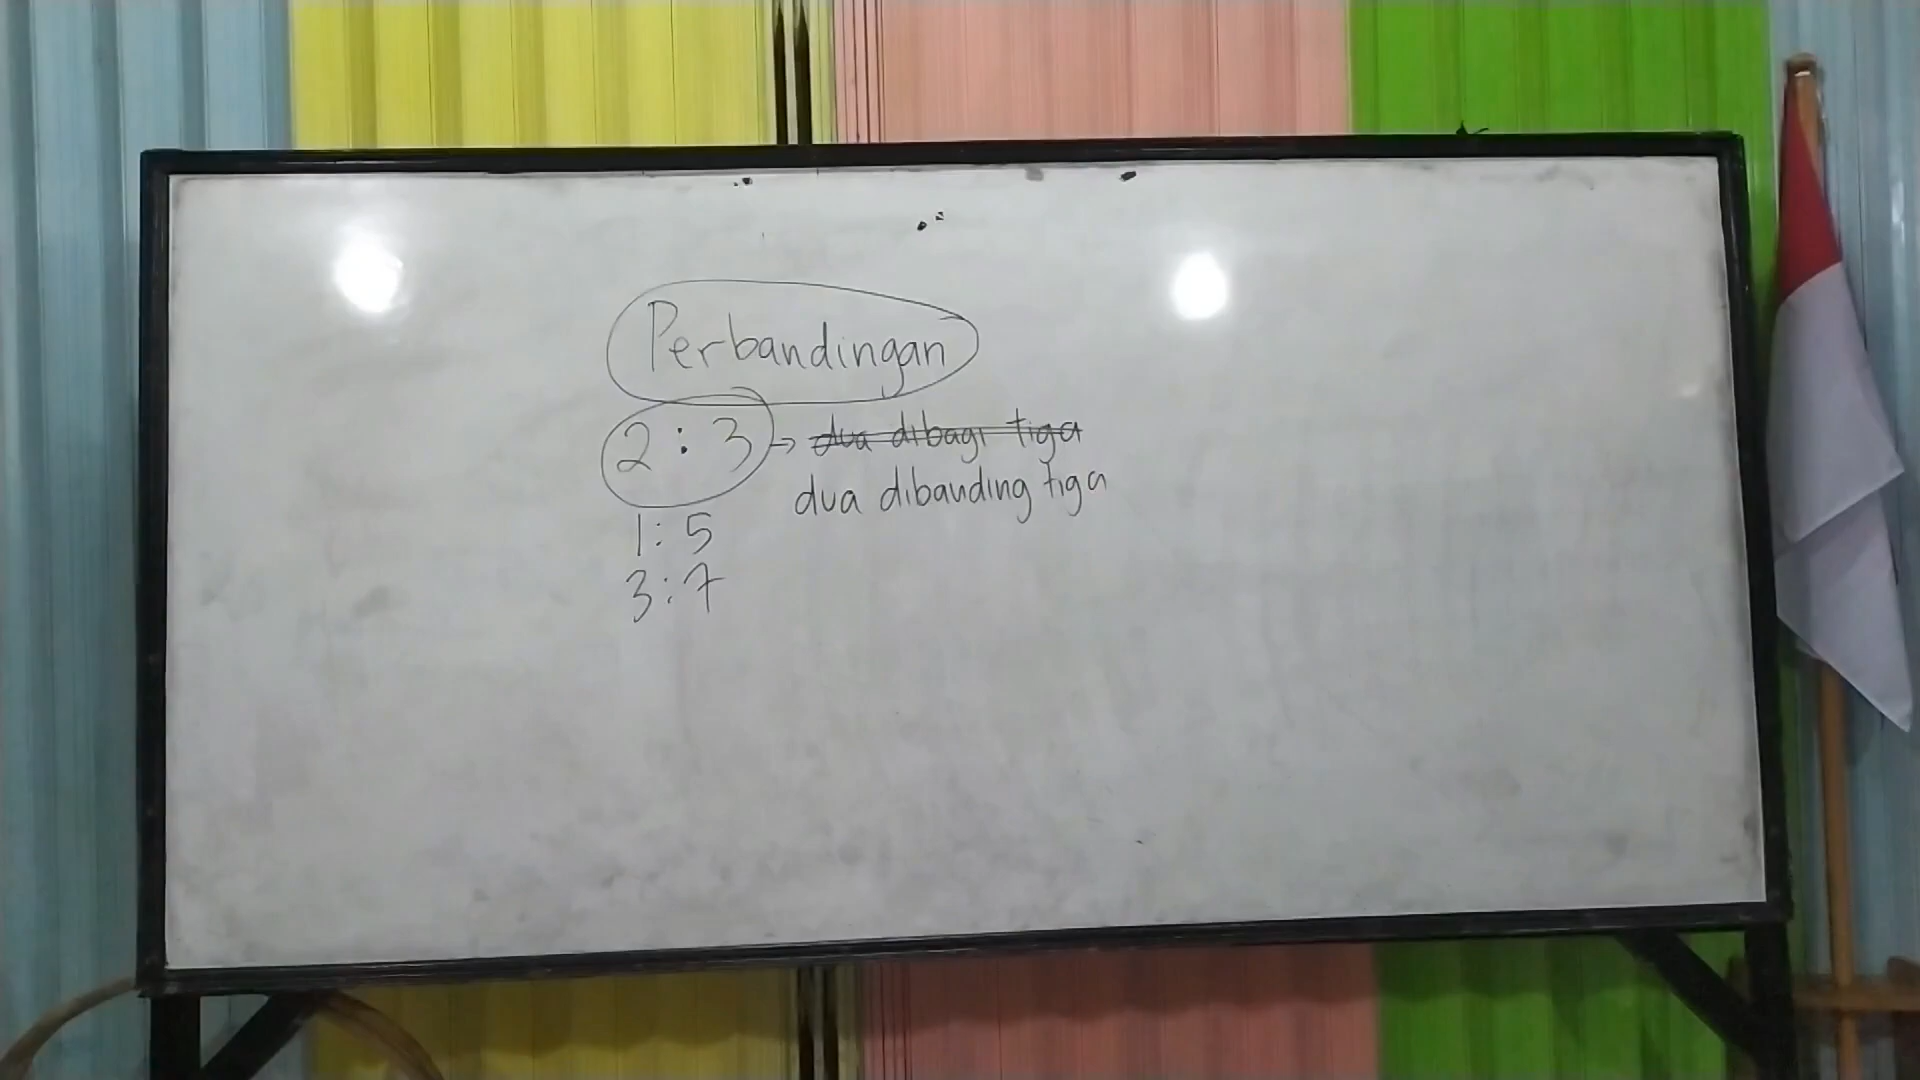 Perbandingan
2 : 3 → dua dibagi tiga
dua dibanding tiga
1 : 5
3 : 7